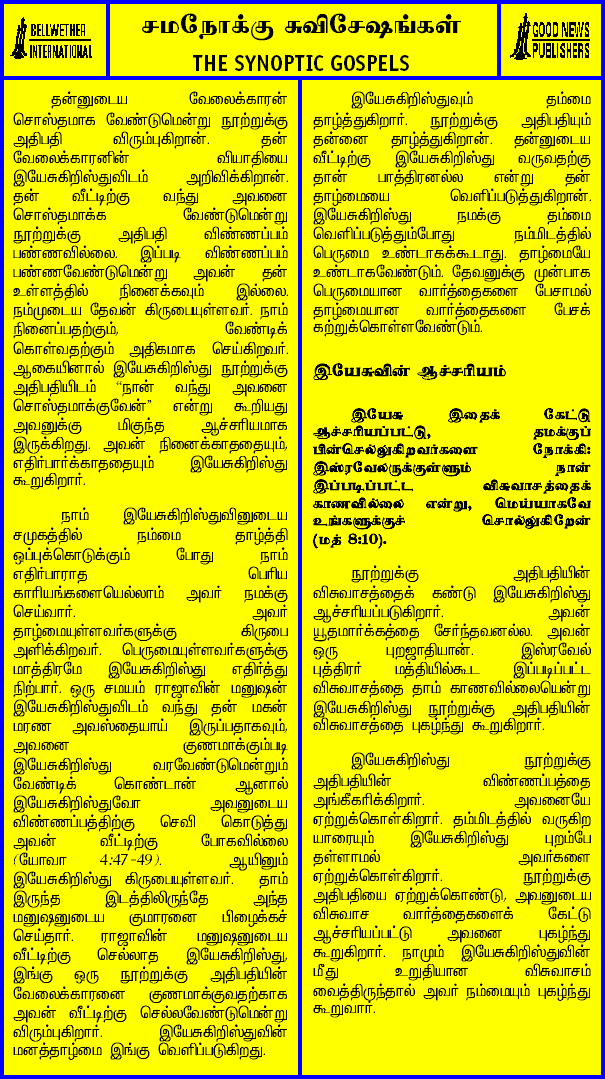 BELLWETHER
INTERNATIONAL
சமநோக்கு சுவிசேஷங்கள்
THE SYNOPTIC GOSPELS
GOOD NEWS
PUBLISHERS
தன்னுடைய வேலைக்காரன்
சொஸ்தமாக வேண்டுமென்று நூற்றுக்கு
அதிபதி விரும்புகிறான். தன்
வேலைக்காரனின் வியாதியை
இயேசுகிறிஸ்துவிடம் அறிவிக்கிறான்.
தன் வீட்டிற்கு வந்து அவனை
சொஸ்தமாக்க வேண்டுமென்று
நூற்றுக்கு அதிபதி விண்ணப்பம்
பண்ணவில்லை. இப்படி விண்ணப்பம்
பண்ணவேண்டுமென்று அவன் தன்
உள்ளத்தில் நினைக்கவும் இல்லை.
நம்முடைய தேவன் கிருபையுள்ளவர். நாம்
நினைப்பதற்கும், வேண்டிக்
கொள்வதற்கும் அதிகமாக செய்கிறவர்.
ஆகையினால் இயேசுகிறிஸ்து நூற்றுக்கு
அதிபதியிடம் “நான் வந்து அவனை
சொஸ்தமாக்குவேன்” என்று கூறியது
அவனுக்கு மிகுந்த ஆச்சரியமாக
இருக்கிறது. அவன் நினைக்காததையும்,
எதிர்பார்க்காததையும் இயேசுகிறிஸ்து
கூறுகிறார்.
நாம் இயேசுகிறிஸ்துவினுடைய
சமுகத்தில் நம்மை தாழ்த்தி
ஒப்புக்கொடுக்கும் போது நாம்
எதிர்பாராத பெரிய
காரியங்களையெல்லாம் அவர் நமக்கு
செய்வார். அவர்
தாழ்மையுள்ளவர்களுக்கு கிருபை
அளிக்கிறவர். பெருமையுள்ளவர்களுக்கு
மாத்திரமே இயேசுகிறிஸ்து எதிர்த்து
நிற்பார். ஒரு சமயம் ராஜாவின் மனுஷன்
இயேசுகிறிஸ்துவிடம் வந்து தன் மகன்
மரண அவஸ்தையாய் இருப்பதாகவும்,
அவனை குணமாக்கும்படி
இயேசுகிறிஸ்து வரவேண்டுமென்றும்
வேண்டிக் கொண்டான் ஆனால்
இயேசுகிறிஸ்துவோ அவனுடைய
விண்ணப்பத்திற்கு செவி கொடுத்து
அவன் வீட்டிற்கு போகவில்லை
(யோவா 4:47-49). ஆயினும்
இயேசுகிறிஸ்து கிருபையுள்ளவர். தாம்
இருந்த இடத்திலிருந்தே அந்த
மனுஷனுடைய குமாரனை பிழைக்கச்
செய்தார். ராஜாவின் மனுஷனுடைய
வீட்டிற்கு செல்லாத இயேசுகிறிஸ்து,
இங்கு ஒரு நூற்றுக்கு அதிபதியின்
வேலைக்காரனை குணமாக்குவதற்காக
அவன் வீட்டிற்கு செல்லவேண்டுமென்று
விரும்புகிறார். இயேசுகிறிஸ்துவின்
மனத்தாழ்மை இங்கு வெளிப்படுகிறது.
இயேசுகிறிஸ்துவும் தம்மை
தாழ்த்துகிறார். நூற்றுக்கு அதிபதியும்
தன்னை தாழ்த்துகிறான். தன்னுடைய
வீட்டிற்கு இயேசுகிறிஸ்து வருவதற்கு
தான் பாத்திரனல்ல என்று தன்
தாழ்மையை வெளிப்படுத்துகிறான்.
இயேசுகிறிஸ்து நமக்கு தம்மை
வெளிப்படுத்தும்போது நம்மிடத்தில்
பெருமை உண்டாகக்கூடாது. தாழ்மையே
உண்டாகவேண்டும். தேவனுக்கு முன்பாக
பெருமையான வார்த்தைகளை பேசாமல்
தாழ்மையான வார்த்தைகளை பேசக்
கற்றுக்கொள்ளவேண்டும்.
இயேசுவின் ஆச்சரியம்
இயேசு இதைக் கேட்டு
ஆச்சரியப்பட்டு, தமக்குப்
பின்செல்லுகிறவர்களை நோக்கி:
இஸ்ரவேலருக்குள்ளும் நான்
இப்படிப்பட்ட விசுவாசத்தைக்
காணவில்லை என்று, மெய்யாகவே
உங்களுக்குச் சொல்லுகிறேன்
(மத் 8:10).
நூற்றுக்கு அதிபதியின்
விசுவாசத்தைக் கண்டு இயேசுகிறிஸ்து
ஆச்சரியப்படுகிறார். அவன்
யூதமார்க்கத்தை சேர்ந்தவனல்ல. அவன்
ஒரு புறஜாதியான். இஸ்ரவேல்
புத்திரர் மத்தியில்கூட இப்படிப்பட்ட
விசுவாசத்தை தாம் காணவில்லையென்று
இயேசுகிறிஸ்து நூற்றுக்கு அதிபதியின்
விசுவாசத்தை புகழ்ந்து கூறுகிறார்.
இயேசுகிறிஸ்து நூற்றுக்கு
அதிபதியின் விண்ணப்பத்தை
அங்கீகரிக்கிறார். அவனையே
ஏற்றுக்கொள்கிறார். தம்மிடத்தில் வருகிற
யாரையும் இயேசுகிறிஸ்து புறம்பே
தள்ளாமல் அவர்களை
ஏற்றுக்கொள்கிறார். நூற்றுக்கு
அதிபதியை ஏற்றுக்கொண்டு, அவனுடைய
விசுவாச வார்த்தைகளைக் கேட்டு
ஆச்சரியப்பட்டு அவனை புகழ்ந்து
கூறுகிறார். நாமும் இயேசுகிறிஸ்துவின்
மீது உறுதியான விசுவாசம்
வைத்திருந்தால் அவர் நம்மையும் புகழ்ந்து
கூறுவார்.